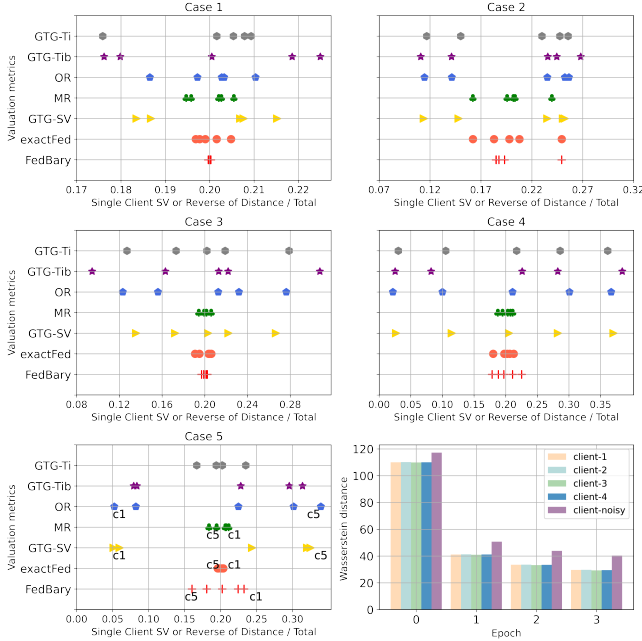 Case 1
Valuation metrics
GTG-Ti
GTG-Tib
OR
MR
GTG-SV
exactFed
FedBary
0.17 0.18 0.20 0.21 0.22
Single Client SV or Reverse of Distance / Total
Case 2
0.07 0.12 0.17 0.22 0.27 0.32
Single Client SV or Reverse of Distance / Total
Case 3
Valuation metrics
GTG-Ti
GTG-Tib
OR
MR
GTG-SV
exactFed
FedBary
0.08 0.12 0.16 0.20 0.24 0.28
Single Client SV or Reverse of Distance / Total
Case 4
0.00 0.05 0.10 0.15 0.20 0.25 0.30 0.35
Single Client SV or Reverse of Distance / Total
Case 5
Valuation metrics
GTG-Ti
GTG-Tib
OR
c1 c5
MR
c5 c1
GTG-SV
c1 c5
exactFed
c5 c1
FedBary
c5 c1
0.00 0.05 0.10 0.15 0.20 0.25 0.30
Single Client SV or Reverse of Distance / Total
Wasserstein distance
120
100
80
60
40
20
0
client-1
client-2
client-3
client-4
client-noisy
0 1 2 3
Epoch